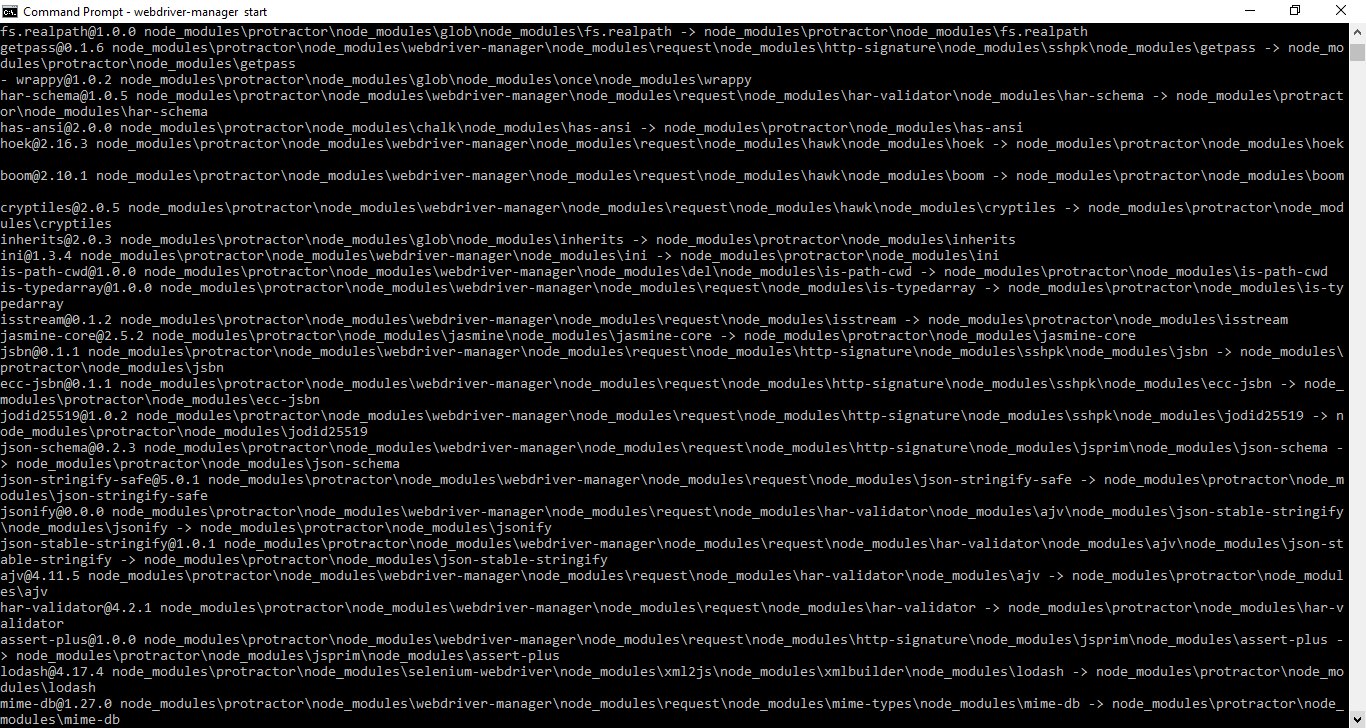 Command Prompt - webdriver-manager  start
fs.realpath@1.0.0 node_modules\protractor\node_modules\glob\node_modules\fs.realpath -> node_modules\protractor\node_modules\fs.realpath
getpass@0.1.6 node_modules\protractor\node_modules\webdriver-manager\node_modules\request\node_modules\http-signature\node_modules\sshpk\node_modules\getpass -> node_mo
dules\protractor\node_modules\getpass
- wrappy@1.0.2 node_modules\protractor\node_modules\glob\node_modules\once\node_modules\wrappy
har-schema@1.0.5 node_modules\protractor\node_modules\webdriver-manager\node_modules\request\node_modules\har-validator\node_modules\har-schema -> node_modules\protract
or\node_modules\har-schema
has-ansi@2.0.0 node_modules\protractor\node_modules\chalk\node_modules\has-ansi -> node_modules\protractor\node_modules\has-ansi
hoek@2.16.3 node_modules\protractor\node_modules\webdriver-manager\node_modules\request\node_modules\hawk\node_modules\hoek -> node_modules\protractor\node_modules\hoek
boom@2.10.1 node_modules\protractor\node_modules\webdriver-manager\node_modules\request\node_modules\hawk\node_modules\boom -> node_modules\protractor\node_modules\boom
cryptiles@2.0.5 node_modules\protractor\node_modules\webdriver-manager\node_modules\request\node_modules\hawk\node_modules\cryptiles -> node_modules\protractor\node_mod
ules\cryptiles
inherits@2.0.3 node_modules\protractor\node_modules\glob\node_modules\inherits -> node_modules\protractor\node_modules\inherits
ini@1.3.4 node_modules\protractor\node_modules\webdriver-manager\node_modules\ini -> node_modules\protractor\node_modules\ini
is-path-cwd@1.0.0 node_modules\protractor\node_modules\webdriver-manager\node_modules\del\node_modules\is-path-cwd -> node_modules\protractor\node_modules\is-path-cwd
is-typedarray@1.0.0 node_modules\protractor\node_modules\webdriver-manager\node_modules\request\node_modules\is-typedarray -> node_modules\protractor\node_modules\is-ty
pedarray
isstream@0.1.2 node_modules\protractor\node_modules\webdriver-manager\node_modules\request\node_modules\isstream -> node_modules\protractor\node_modules\isstream
jasmine-core@2.5.2 node_modules\protractor\node_modules\jasmine\node_modules\jasmine-core -> node_modules\protractor\node_modules\jasmine-core
jsbn@0.1.1 node_modules\protractor\node_modules\webdriver-manager\node_modules\request\node_modules\http-signature\node_modules\sshpk\node_modules\jsbn -> node_modules\
protractor\node_modules\jsbn
ecc-jsbn@0.1.1 node_modules\protractor\node_modules\webdriver-manager\node_modules\request\node_modules\http-signature\node_modules\sshpk\node_modules\ecc-jsbn -> node_
modules\protractor\node_modules\ecc-jsbn
jodid25519@1.0.2 node_modules\protractor\node_modules\webdriver-manager\node_modules\request\node_modules\http-signature\node_modules\sshpk\node_modules\jodid25519 -> n
ode_modules\protractor\node_modules\jodid25519
json-schema@0.2.3 node_modules\protractor\node_modules\webdriver-manager\node_modules\request\node_modules\http-signature\node_modules\jsprim\node_modules\json-schema -
> node_modules\protractor\node_modules\json-schema
json-stringify-safe@5.0.1 node_modules\protractor\node_modules\webdriver-manager\node_modules\request\node_modules\json-stringify-safe -> node_modules\protractor\node_m
odules\json-stringify-safe
jsonify@0.0.0 node_modules\protractor\node_modules\webdriver-manager\node_modules\request\node_modules\har-validator\node_modules\ajv\node_modules\json-stable-stringify
\node_modules\jsonify -> node_modules\protractor\node_modules\jsonify
json-stable-stringify@1.0.1 node_modules\protractor\node_modules\webdriver-manager\node_modules\request\node_modules\har-validator\node_modules\ajv\node_modules\json-st
able-stringify -> node_modules\protractor\node_modules\json-stable-stringify
ajv@4.11.5 node_modules\protractor\node_modules\webdriver-manager\node_modules\request\node_modules\har-validator\node_modules\ajv -> node_modules\protractor\node_modul
es\ajv
har-validator@4.2.1 node_modules\protractor\node_modules\webdriver-manager\node_modules\request\node_modules\har-validator -> node_modules\protractor\node_modules\har-v
alidator
assert-plus@1.0.0 node_modules\protractor\node_modules\webdriver-manager\node_modules\request\node_modules\http-signature\node_modules\jsprim\node_modules\assert-plus -
> node_modules\protractor\node_modules\jsprim\node_modules\assert-plus
lodash@4.17.4 node_modules\protractor\node_modules\selenium-webdriver\node_modules\xml2js\node_modules\xmlbuilder\node_modules\lodash -> node_modules\protractor\node_mo
dules\lodash
mime-db@1.27.0 node_modules\protractor\node_modules\webdriver-manager\node_modules\request\node_modules\mime-types\node_modules\mime-db -> node_modules\protractor\node_
modules\mime-db